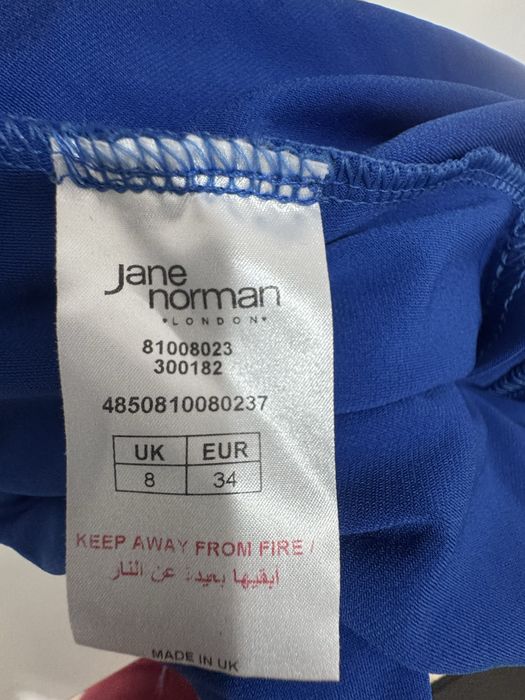 Jane
norman
• LONDON •
81008023
300182
4850810080237
UK EUR
8 34
KEEP AWAY FROM FIRE /
أبقيها بعيدة عن النار
MADE IN UK